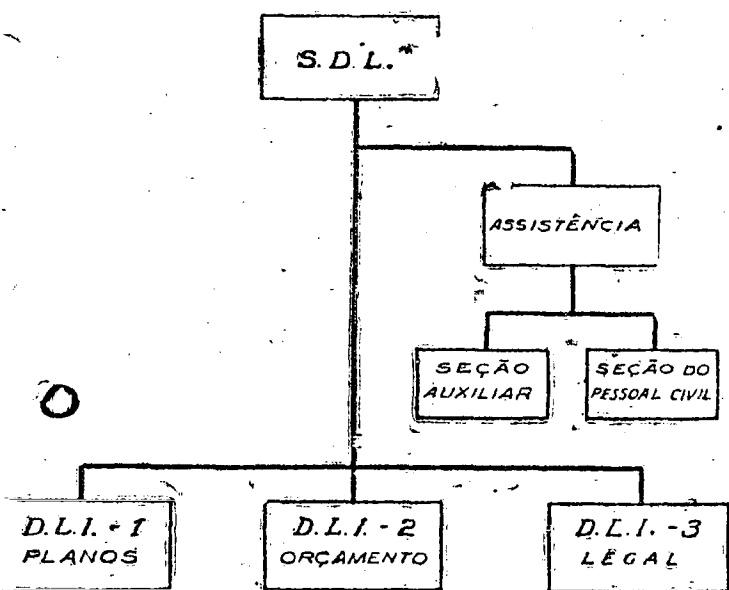 S.D.L.
ASSISTÊNCIA
SEÇÃO
AUXILIAR
SEÇÃO DO
PESSOAL CIVIL
D.L.I. - 1
PLANOS
D.L.I. - 2
ORÇAMENTO
D.L.I. - 3
LEGAL